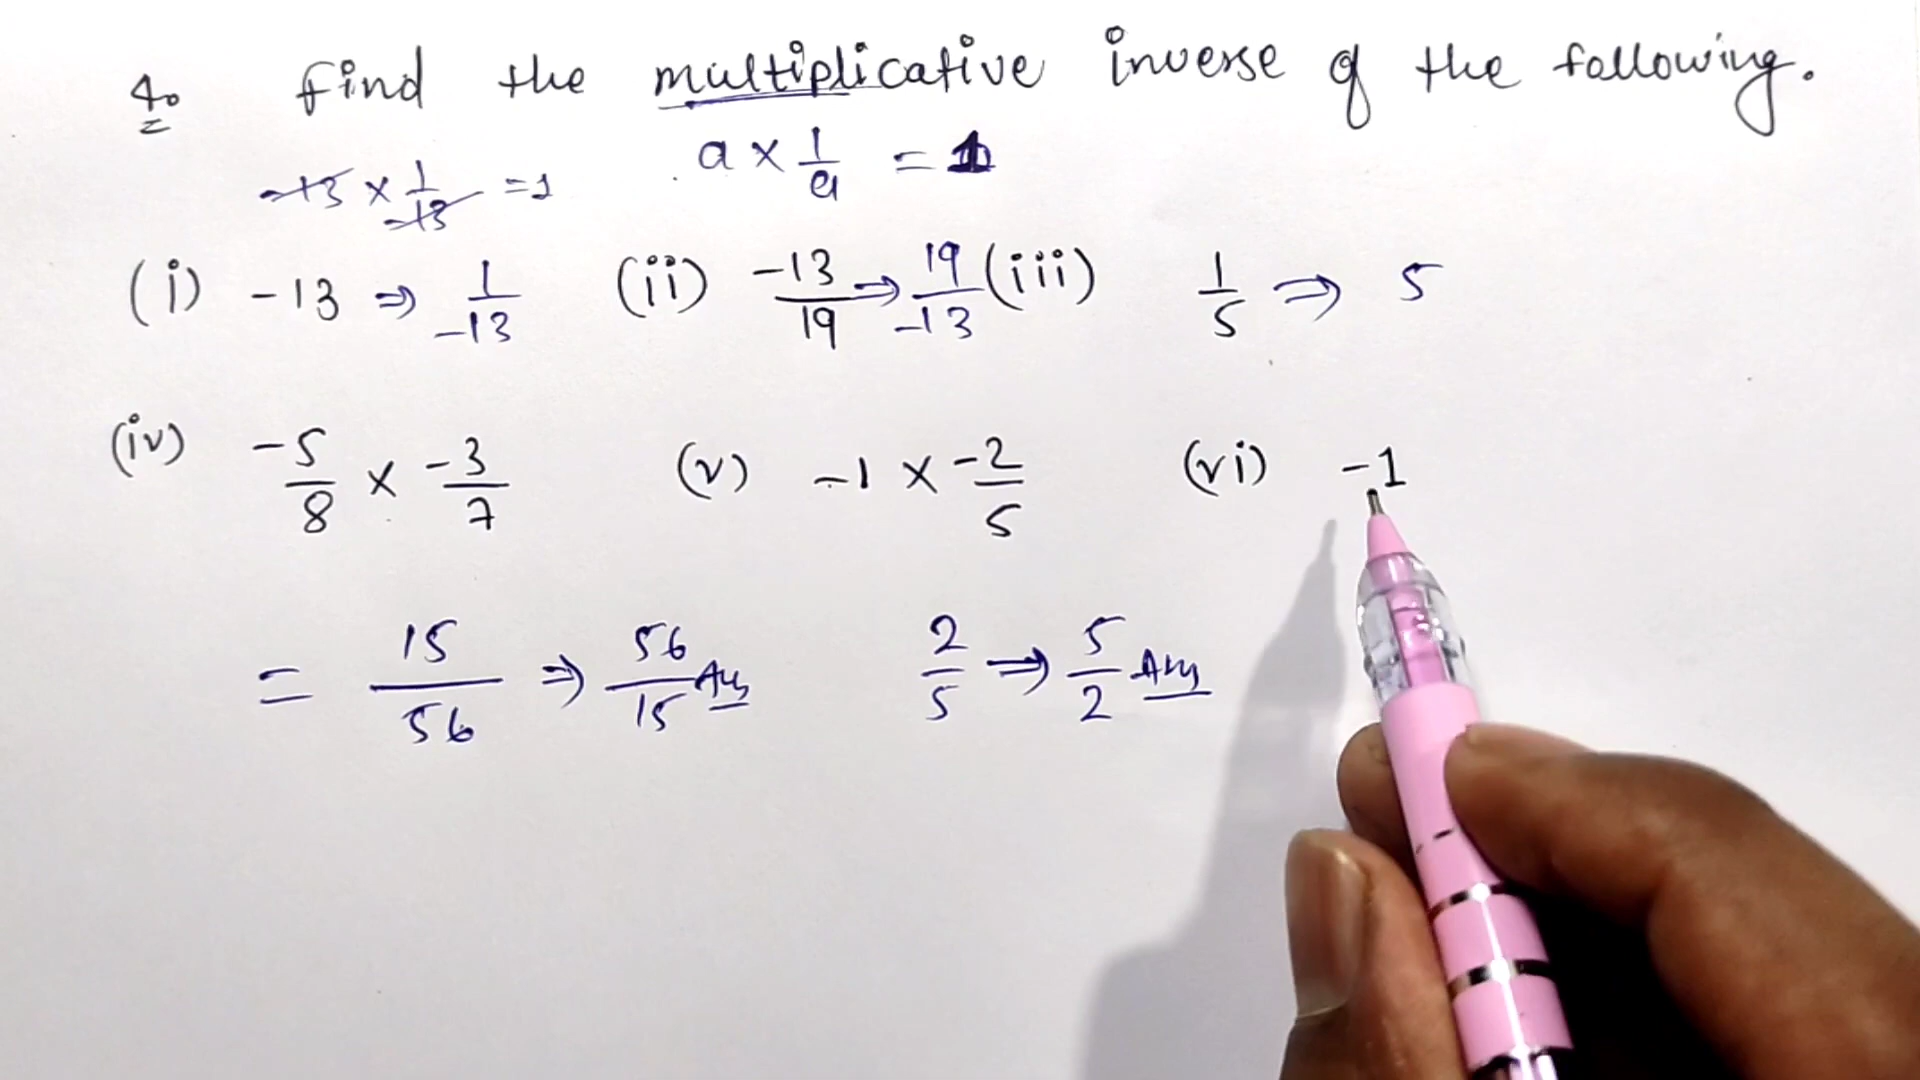 4. Find the multiplicative inverse of the following.
-13 × 1/-13 = 1 a × 1/a = 1
(i) -13 ⇒ 1/-13 (ii) -13/19 ⇒ 19/-13 (iii) 1/5 ⇒ 5
(iv) -5/8 × -3/7 (v) -1 × -2/5 (vi) -1
= 15/56 ⇒ 56/15 Ans 2/5 ⇒ 5/2 Ans